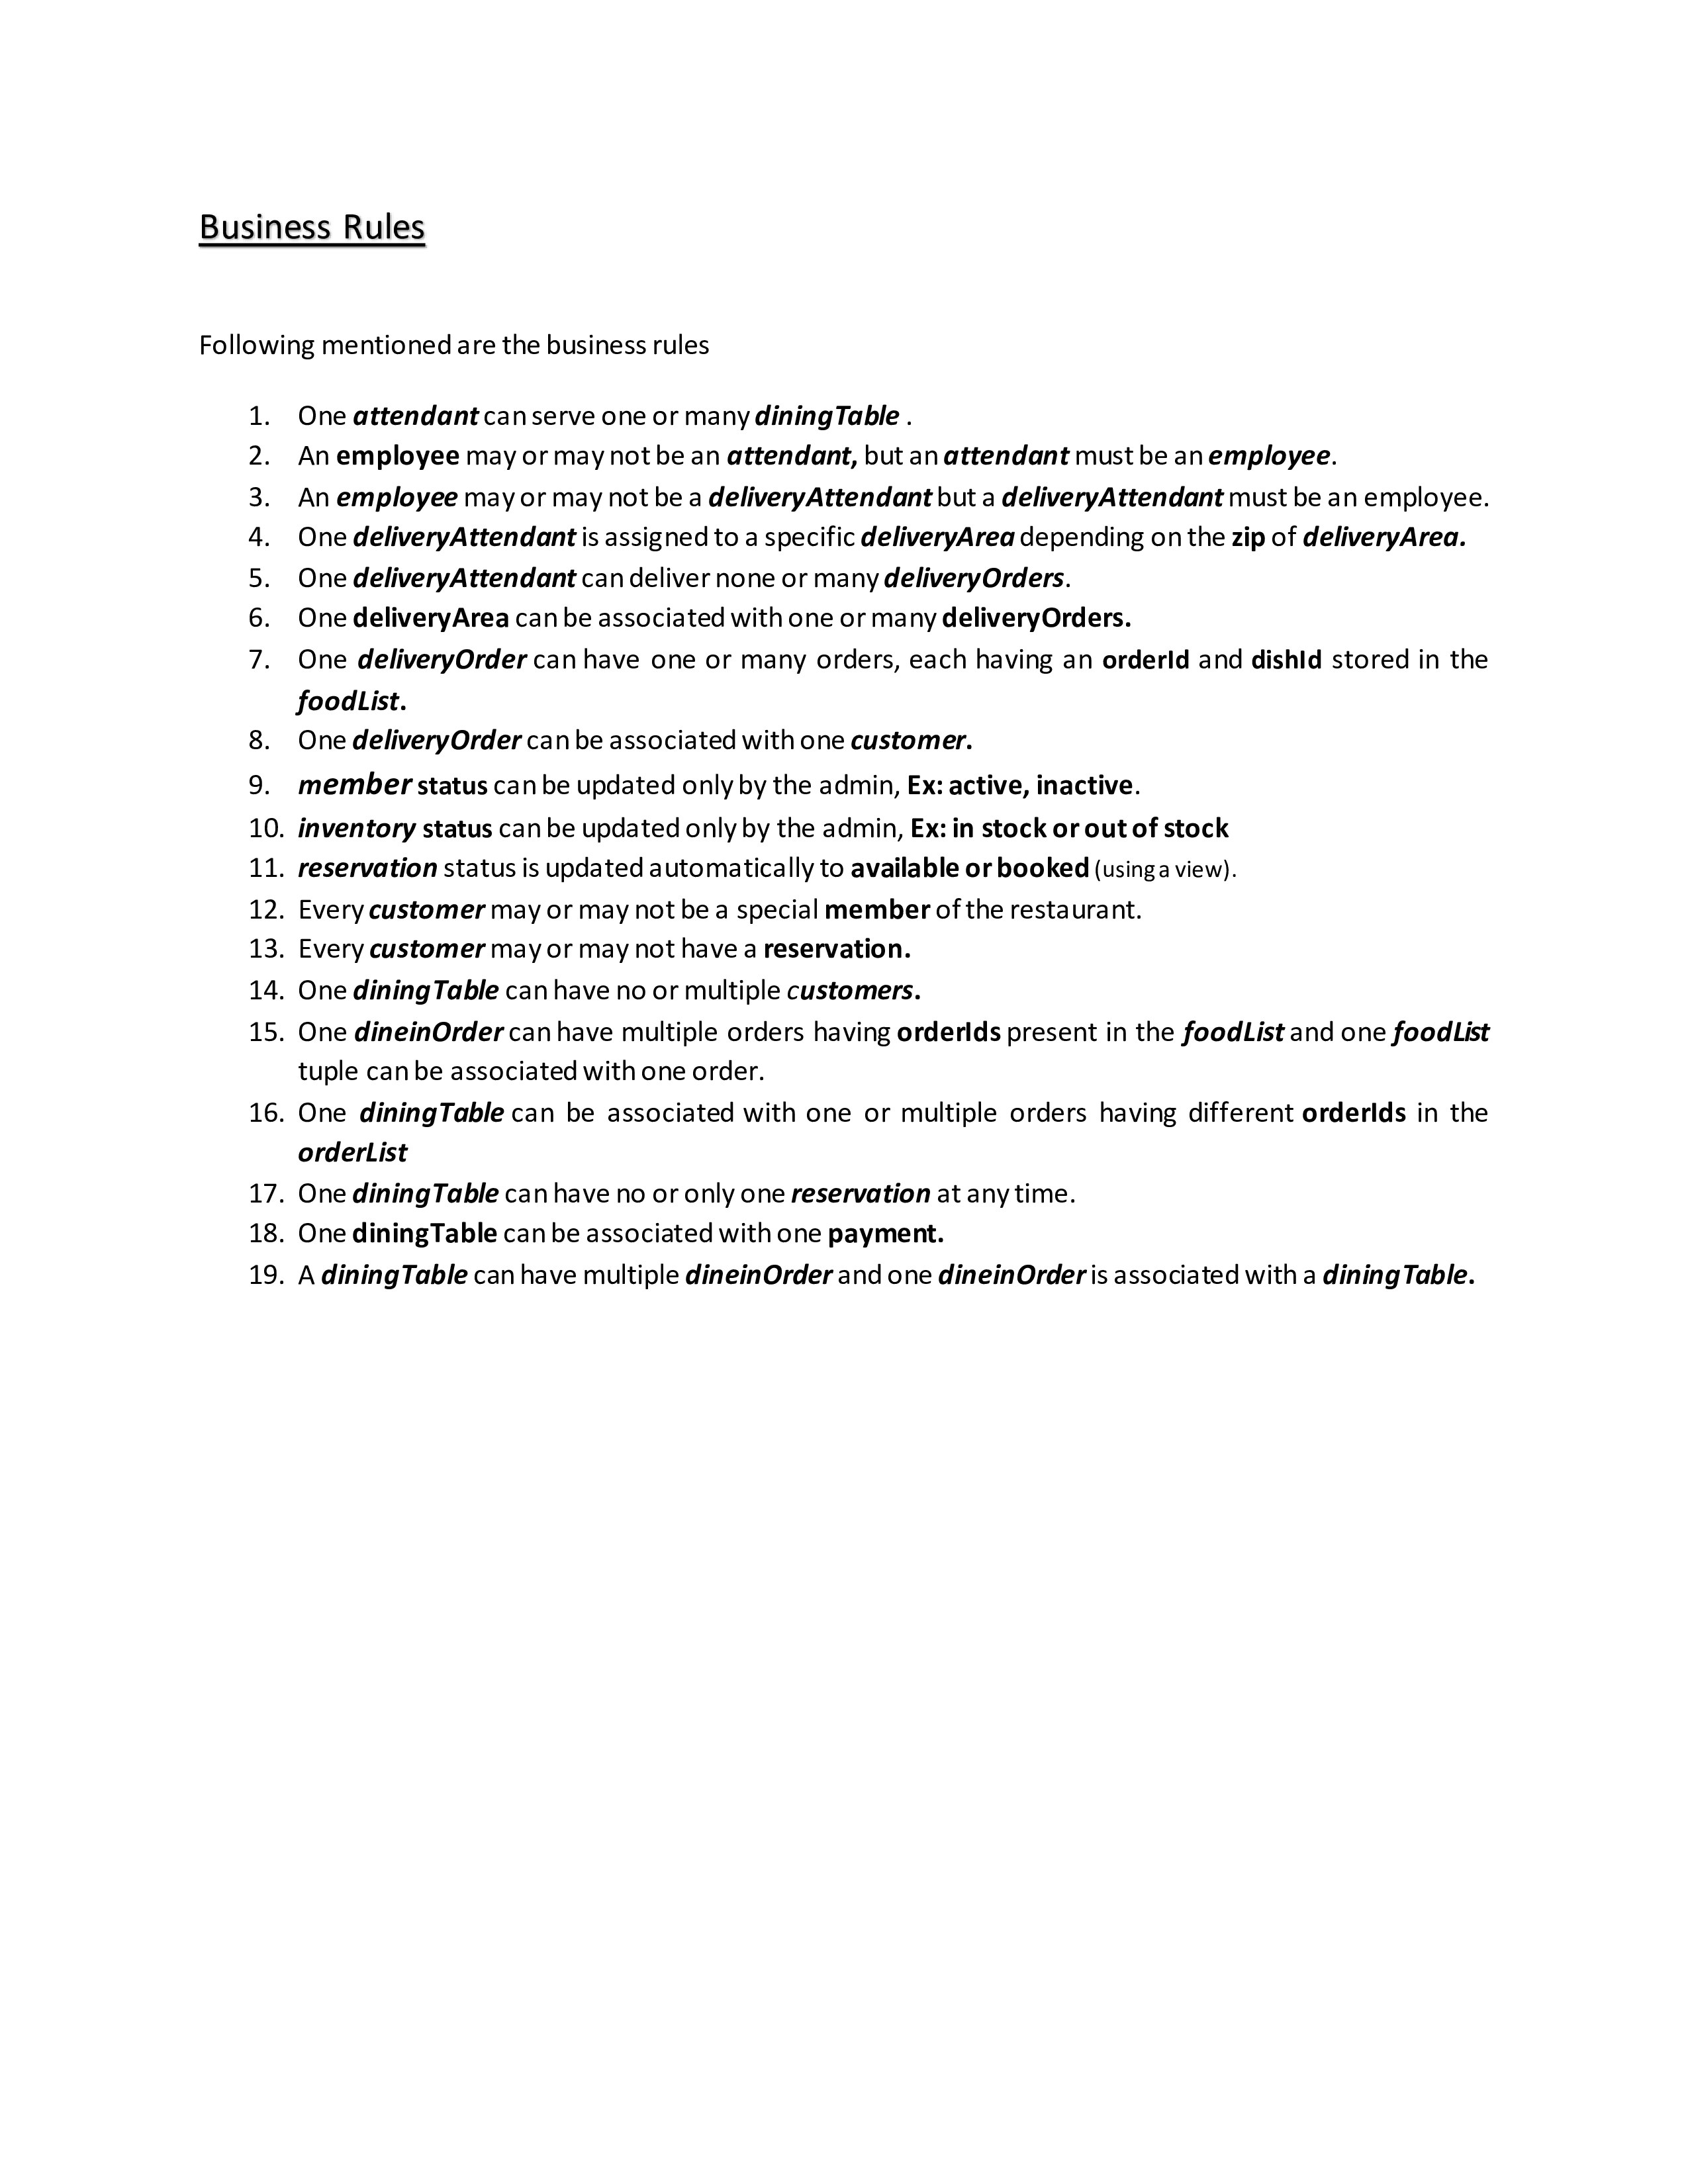 Business Rules
Following mentioned are the business rules
1. One attendant can serve one or many diningTable .
2. An employee may or may not be an attendant, but an attendant must be an employee.
3. An employee may or may not be a deliveryAttendant but a deliveryAttendant must be an employee.
4. One deliveryAttendant is assigned to a specific deliveryArea depending on the zip of deliveryArea.
5. One deliveryAttendant can deliver none or many deliveryOrders.
6. One deliveryArea can be associated with one or many deliveryOrders.
7. One deliveryOrder can have one or many orders, each having an orderId and dishId stored in the
foodList.
8. One deliveryOrder can be associated with one customer.
9. member status can be updated only by the admin, Ex: active, inactive.
10. inventory status can be updated only by the admin, Ex: in stock or out of stock
11. reservation status is updated automatically to available or booked (using a view).
12. Every customer may or may not be a special member of the restaurant.
13. Every customer may or may not have a reservation.
14. One diningTable can have no or multiple customers.
15. One dineinOrder can have multiple orders having orderIds present in the foodList and one foodList
tuple can be associated with one order.
16. One diningTable can be associated with one or multiple orders having different orderIds in the
orderList
17. One diningTable can have no or only one reservation at any time.
18. One diningTable can be associated with one payment.
19. A diningTable can have multiple dineinOrder and one dineinOrder is associated with a diningTable.